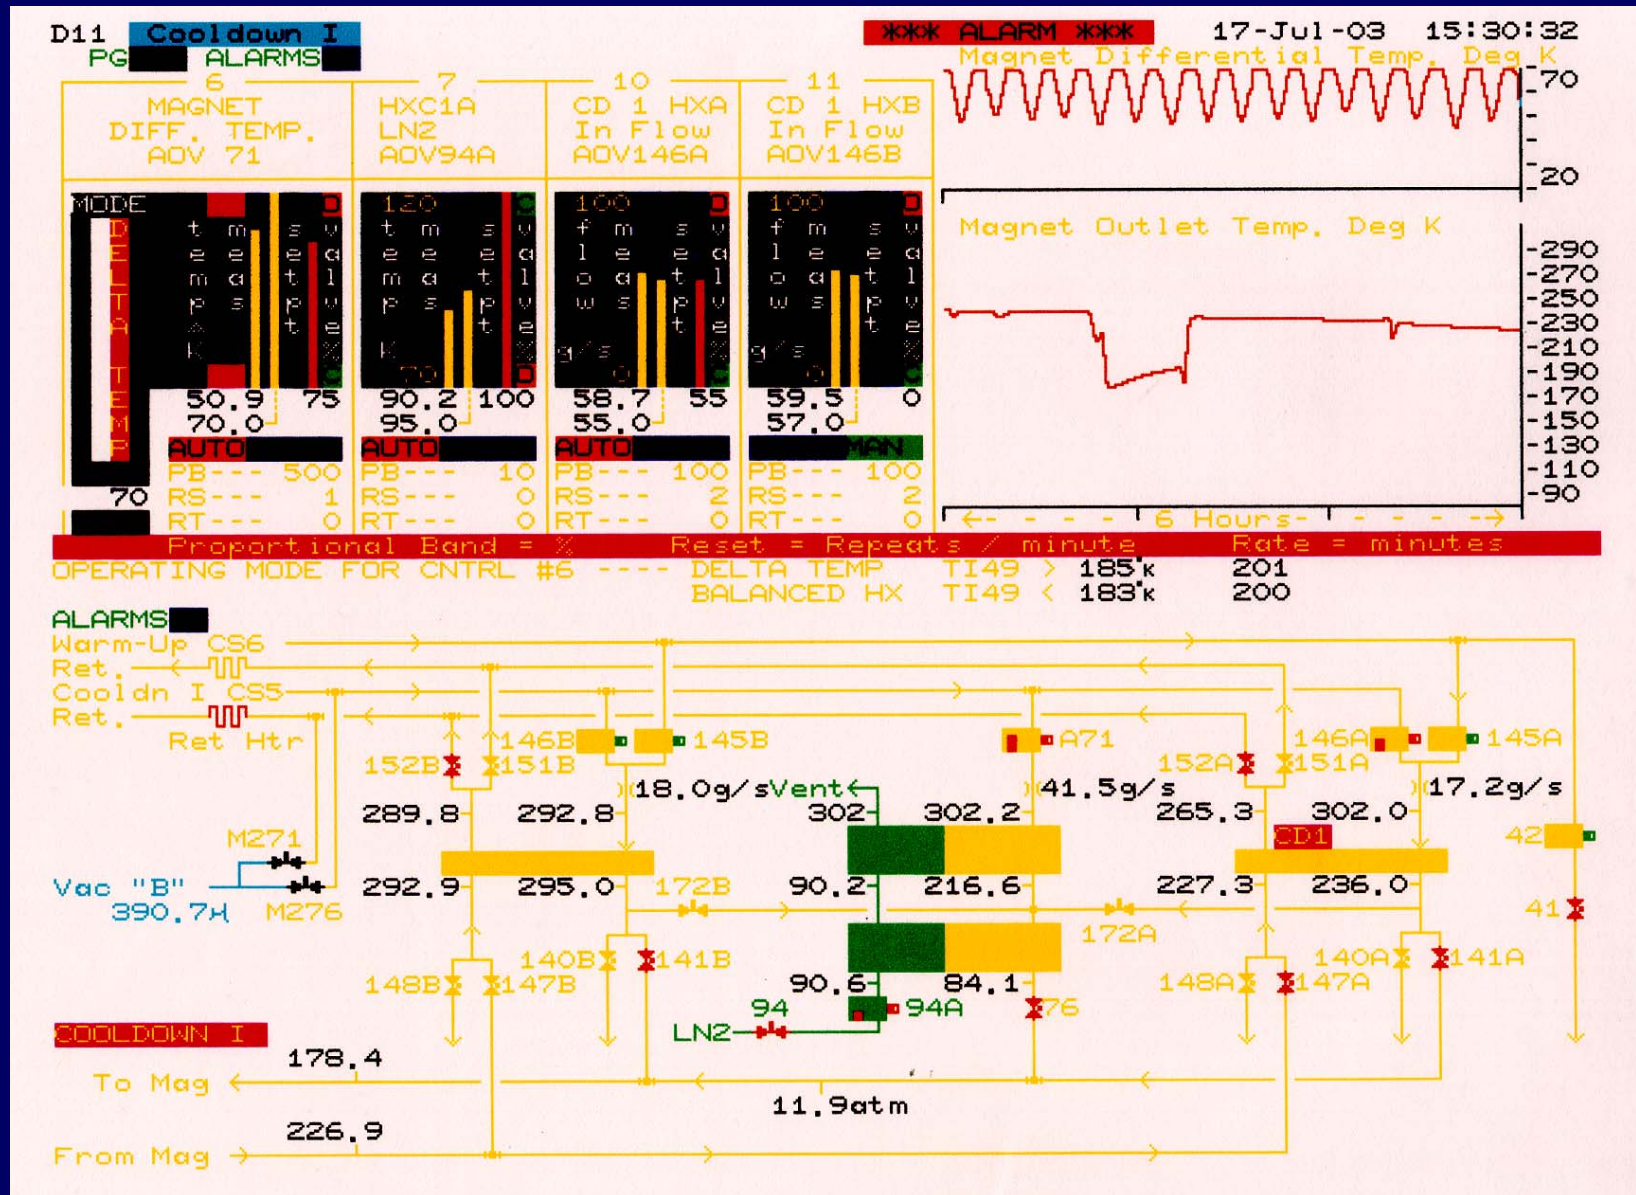 D11 Cooldown I *** ALARM *** 17-Jul-03 15:30:32
PG ALARMS
6 7 10 11
MAGNET HXC1A CD 1 HXA CD 1 HXB
DIFF. TEMP. LN2 In Flow In Flow
AOV 71 AOV94A AOV146A AOV146B
MODE
DELTA TEMP
70
temp ^K meas setpt
50.9 75
70.0
AUTO
PB--- 500
RS--- 1
RT--- 0
120 C
temp K meas setpt valve%
70 O
90.2 100
95.0
AUTO
PB--- 10
RS--- 0
RT--- 0
100 O
flow g/s meas setpt valve%
0 C
58.7 55
55.0
AUTO
PB--- 100
RS--- 2
RT--- 0
100 O
flow g/s meas setpt valve%
0 C
59.5 0
57.0
MAN
PB--- 100
RS--- 2
RT--- 0
Magnet Differential Temp. Deg K
-70
-20
Magnet Outlet Temp. Deg K
-290
-270
-250
-230
-210
-190
-170
-150
-130
-110
-90
<- - - - 6 Hours- - - - ->
Proportional Band = % Reset = Repeats / minute Rate = minutes
OPERATING MODE FOR CNTRL #6 ---- DELTA TEMP TI49 > 185°K 201
BALANCED HX TI49 < 183°K 200
ALARMS
Warm-Up CS6
Ret.
Cooldn I CS5
Ret.
Ret Htr
146B 145B A71 146A 145A
152B 151B 152A 151A
18.0g/s Vent 41.5g/s 17.2g/s
289.8 292.8 302 302.2 265.3 302.0
M271 CD1 42
Vac "B" 292.9 295.0 172B 90.2 216.6 227.3 236.0
390.7μ M276 41
172A
140B 141B 140A 141A
148B 147B 90.6 84.1 148A 147A
94 94A 76
LN2
COOLDOWN I
178.4
To Mag
11.9atm
226.9
From Mag